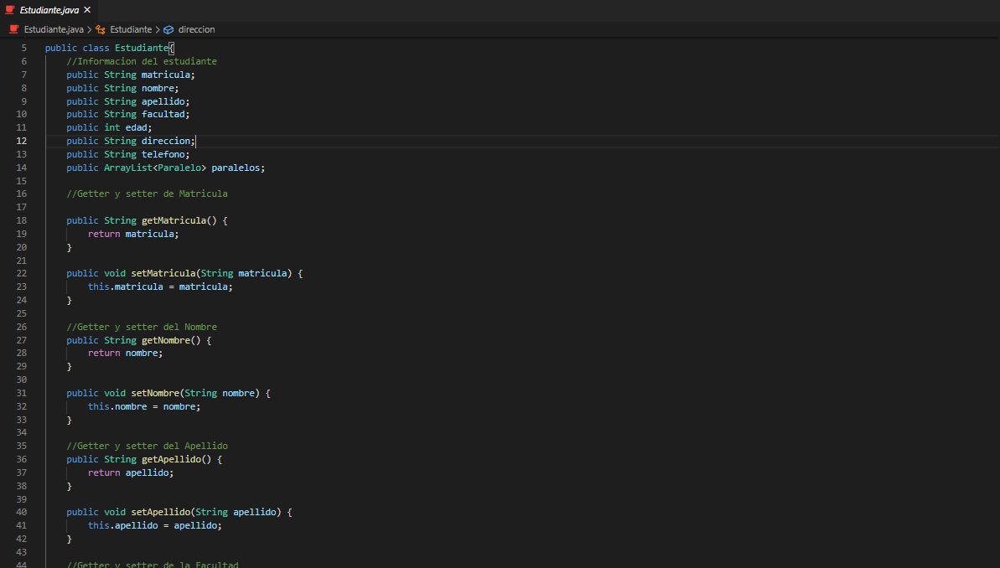 Estudiante.java ×
Estudiante.java > Estudiante > direccion
5 public class Estudiante{
6 //Informacion del estudiante
7 public String matricula;
8 public String nombre;
9 public String apellido;
10 public String facultad;
11 public int edad;
12 public String direccion;
13 public String telefono;
14 public ArrayList<Paralelo> paralelos;
15
16 //Getter y setter de Matricula
17
18 public String getMatricula() {
19 return matricula;
20 }
21
22 public void setMatricula(String matricula) {
23 this.matricula = matricula;
24 }
25
26 //Getter y setter del Nombre
27 public String getNombre() {
28 return nombre;
29 }
30
31 public void setNombre(String nombre) {
32 this.nombre = nombre;
33 }
34
35 //Getter y setter del Apellido
36 public String getApellido() {
37 return apellido;
38 }
39
40 public void setApellido(String apellido) {
41 this.apellido = apellido;
42 }
43
44 //Getter y setter de la Facultad